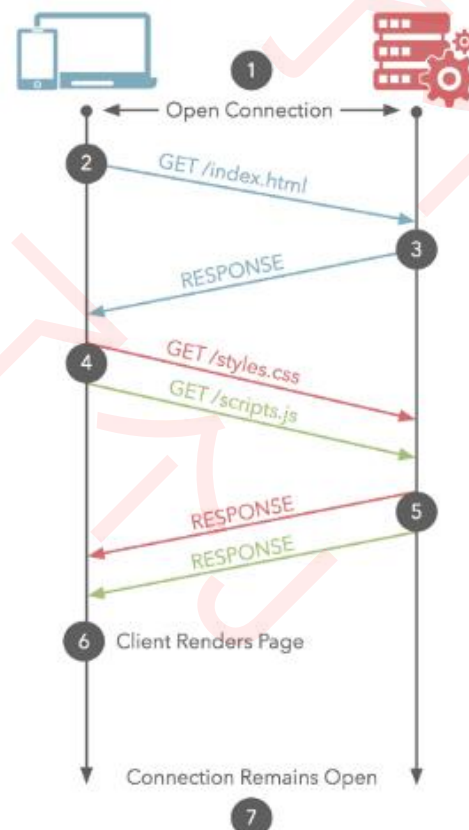 1
Open Connection
2
GET /index.html
3
RESPONSE
4
GET /styles.css
GET /scripts.js
5
RESPONSE
RESPONSE
6 Client Renders Page
Connection Remains Open
7